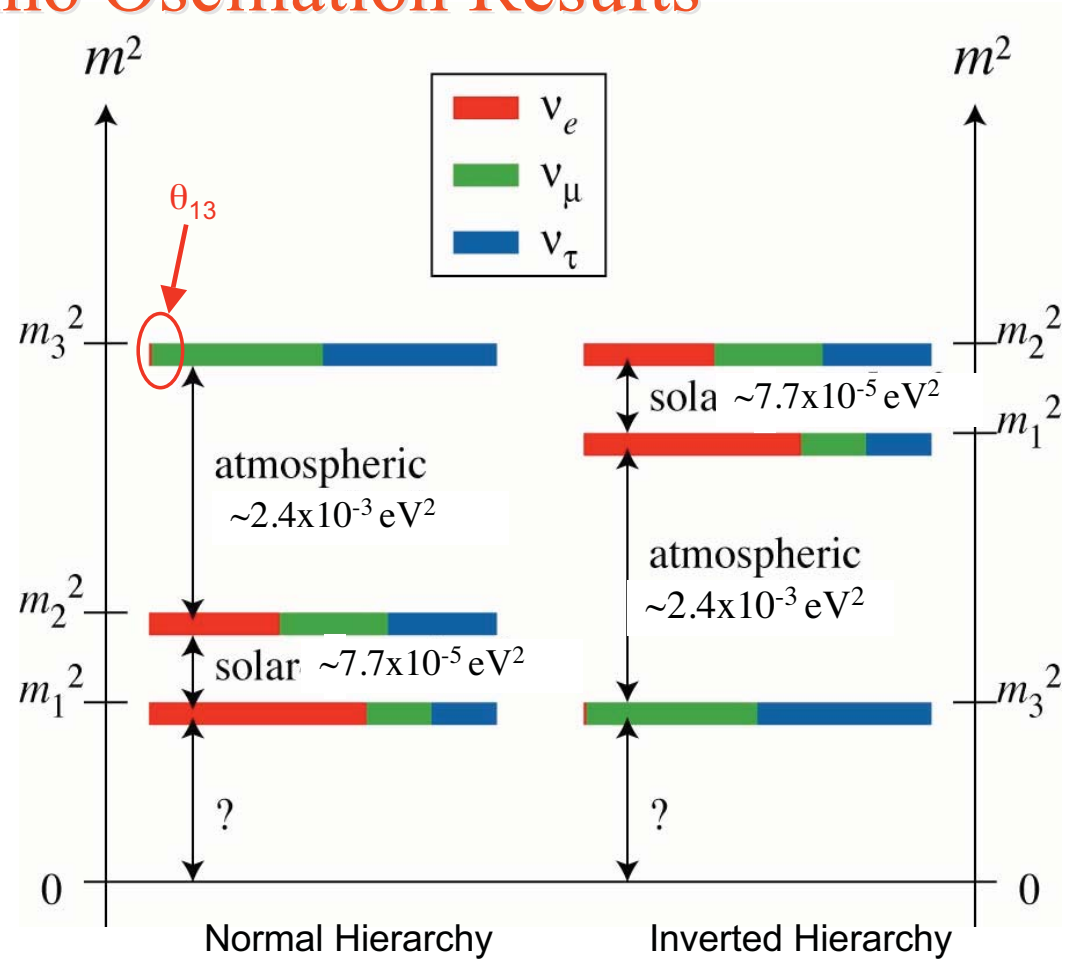 Results
m²
m²
νe
νμ
ντ
θ13
m3²
m2²
sola ~7.7x10-5 eV²
m1²
atmospheric
~2.4x10-3 eV²
atmospheric
~2.4x10-3 eV²
m2²
solar ~7.7x10-5 eV²
m1²
m3²
?
?
0
0
Normal Hierarchy
Inverted Hierarchy